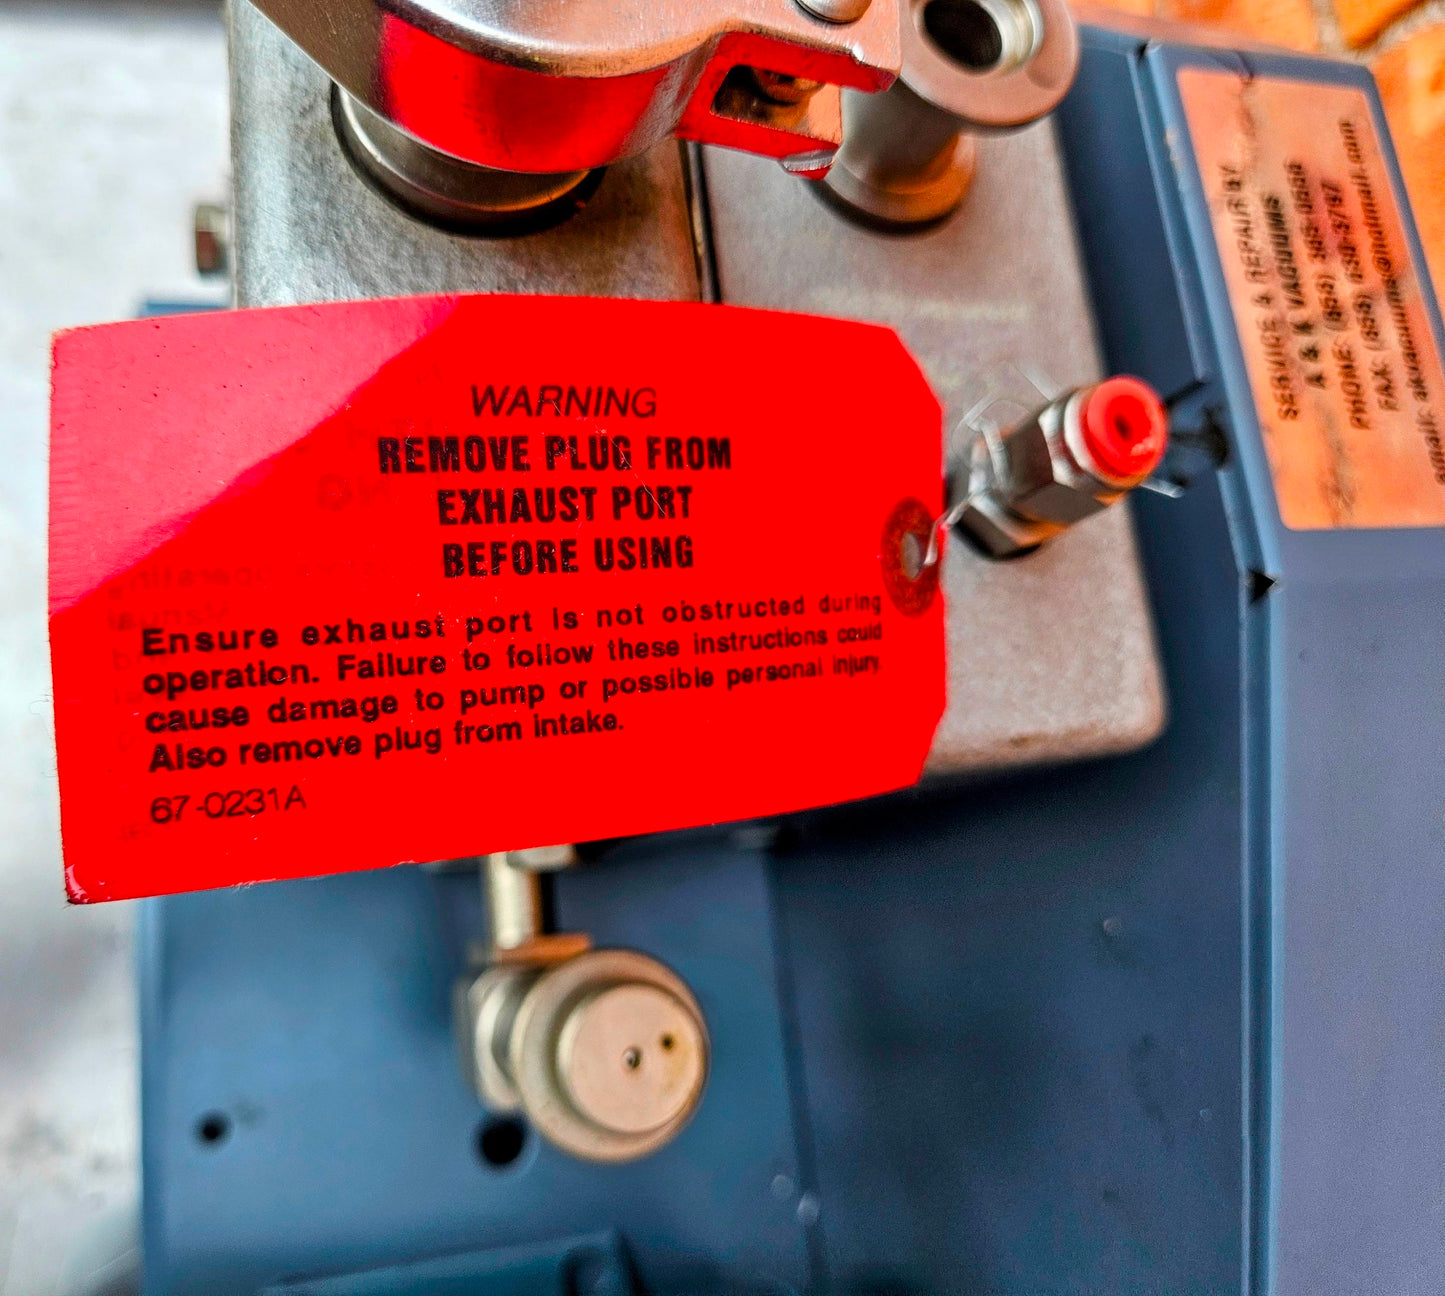 WARNING
REMOVE PLUG FROM
EXHAUST PORT
BEFORE USING
Ensure exhaust port is not obstructed during
operation. Failure to follow these instructions could
cause damage to pump or possible personal injury.
Also remove plug from intake.
67-0231A
SERVICE & REPAIR BY
VACUUMS
PHONE:
FAX: